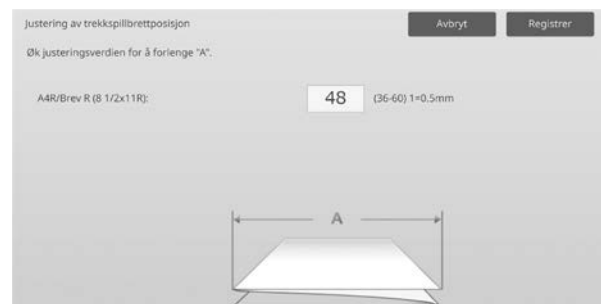 Justering av trekkspillbrettposisjon
Avbryt
Registrer
Øk justeringsverdien for å forlenge "A".
A4R/Brev R (8 1/2x11R):
48
(36-60) 1=0.5mm
A